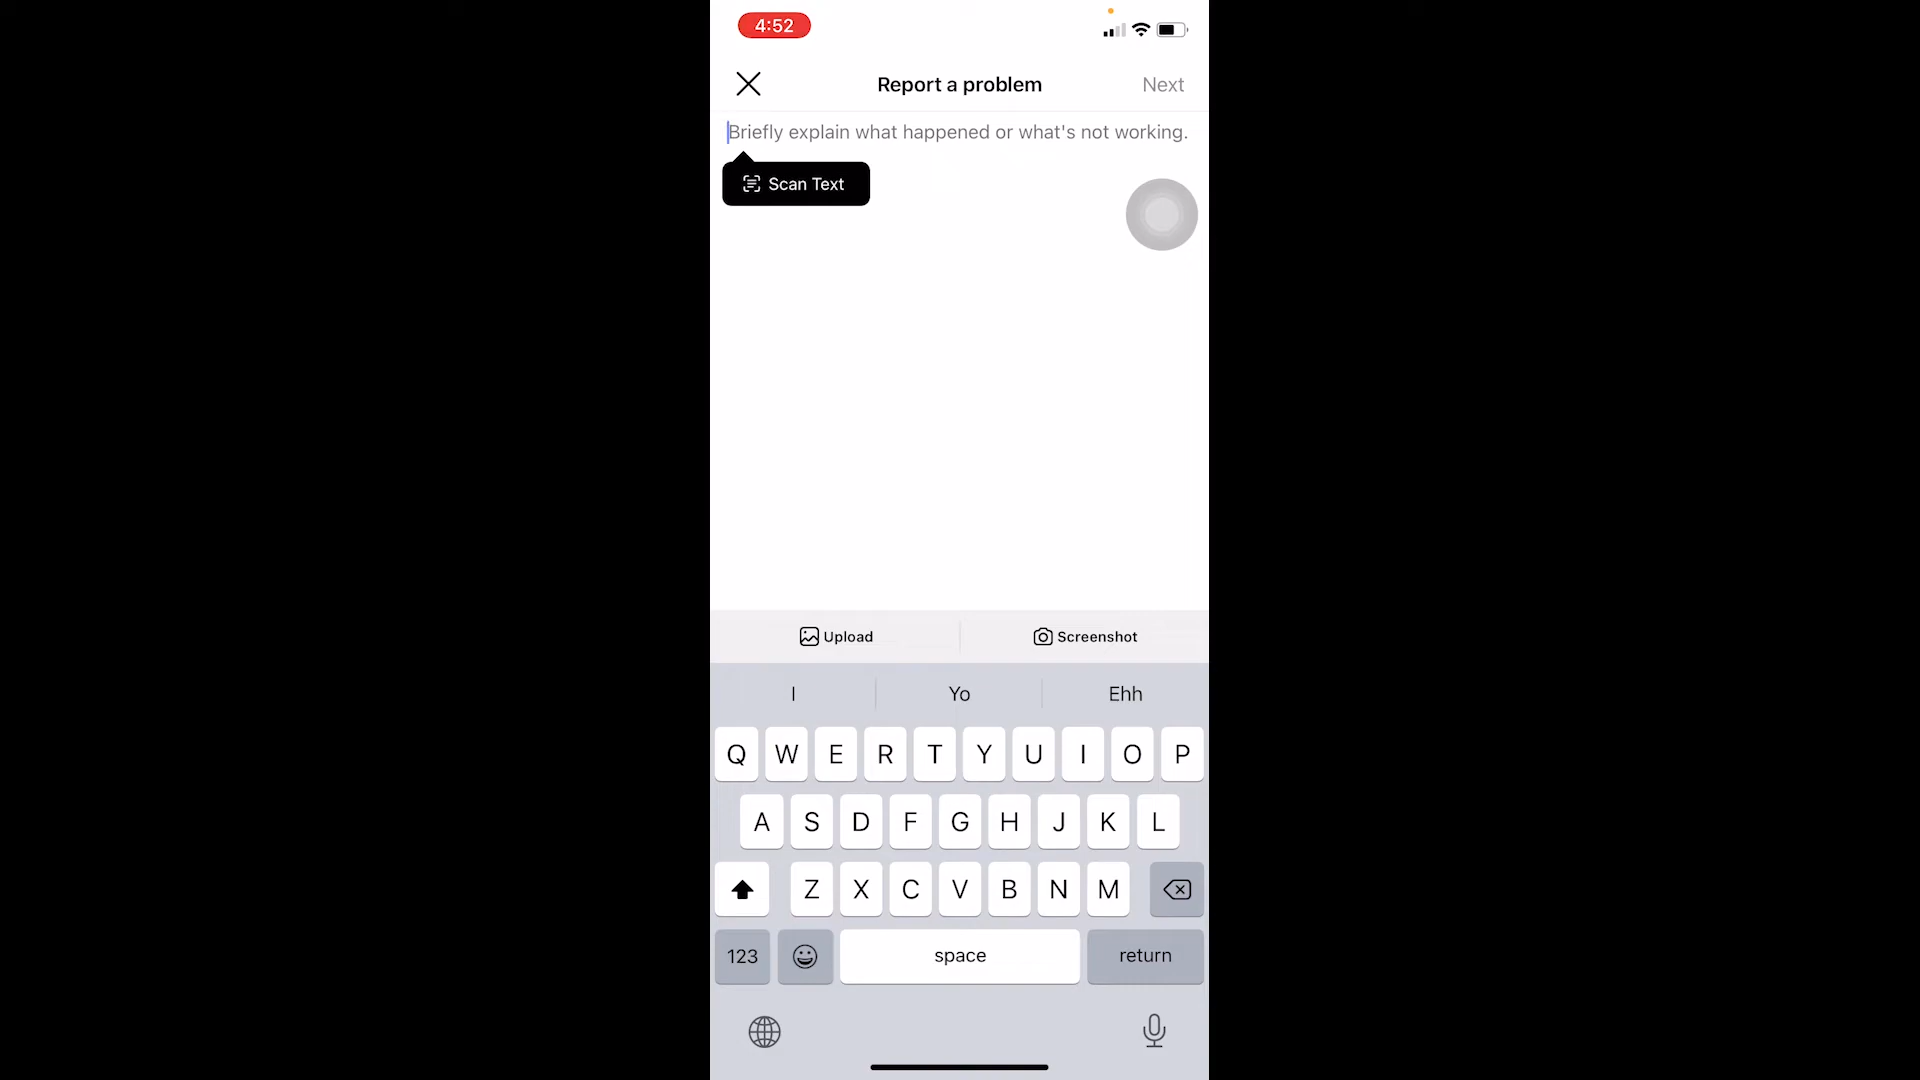 4:52
Report a problem
Next
Briefly explain what happened or what's not working.
Scan Text
Upload
Screenshot
I
Yo
Ehh
Q W E R T Y U I O P
A S D F G H J K L
Z X C V B N M
123
space
return